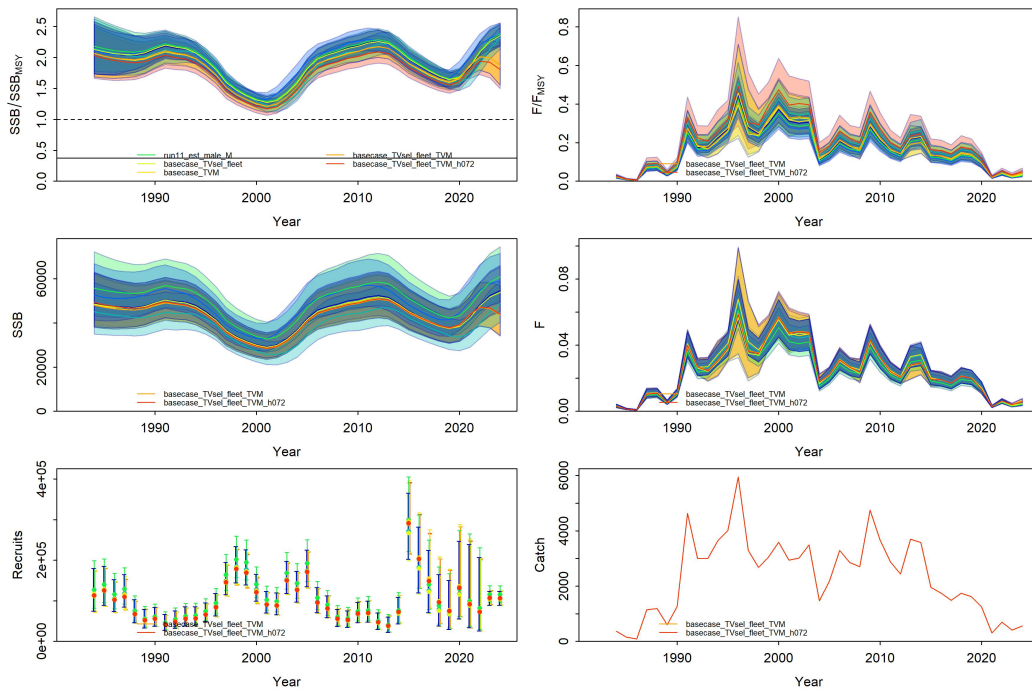 SSB/SSBMSY
0.0 0.5 1.0 1.5 2.0 2.5
run11_est_male_M
basecase_TVsel_fleet
basecase_TVM
basecase_TVsel_fleet_TVM
basecase_TVsel_fleet_TVM_h072
1990 2000 2010 2020
Year
F/FMSY
0.0 0.2 0.4 0.6 0.8
basecase_TVsel_fleet_TVM
basecase_TVsel_fleet_TVM_h072
1990 2000 2010 2020
Year
SSB
0 20000 60000
basecase_TVsel_fleet_TVM
basecase_TVsel_fleet_TVM_h072
1990 2000 2010 2020
Year
F
0.00 0.04 0.08
basecase_TVsel_fleet_TVM
basecase_TVsel_fleet_TVM_h072
1990 2000 2010 2020
Year
Recruits
0e+00 2e+05 4e+05
basecase_TVsel_fleet_TVM
basecase_TVsel_fleet_TVM_h072
1990 2000 2010 2020
Year
Catch
0 2000 4000 6000
basecase_TVsel_fleet_TVM
basecase_TVsel_fleet_TVM_h072
1990 2000 2010 2020
Year